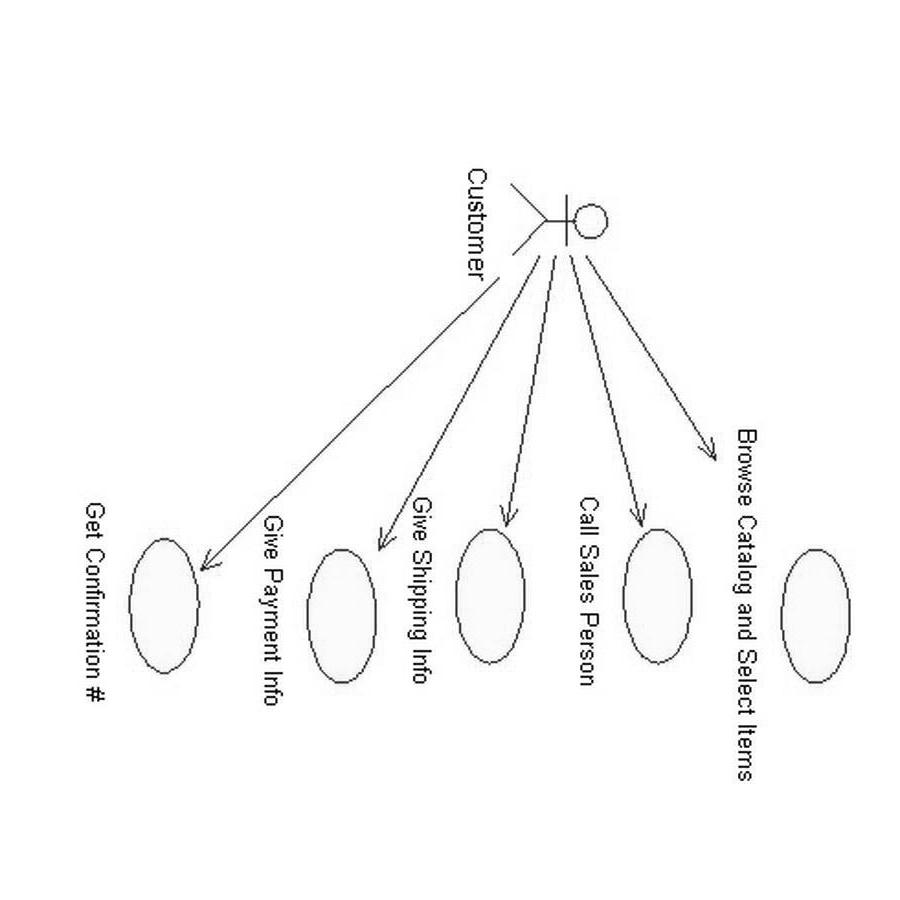 Browse Catalog and Select Items
Call Sales Person
Customer
Give Shipping Info
Give Payment Info
Get Confirmation #